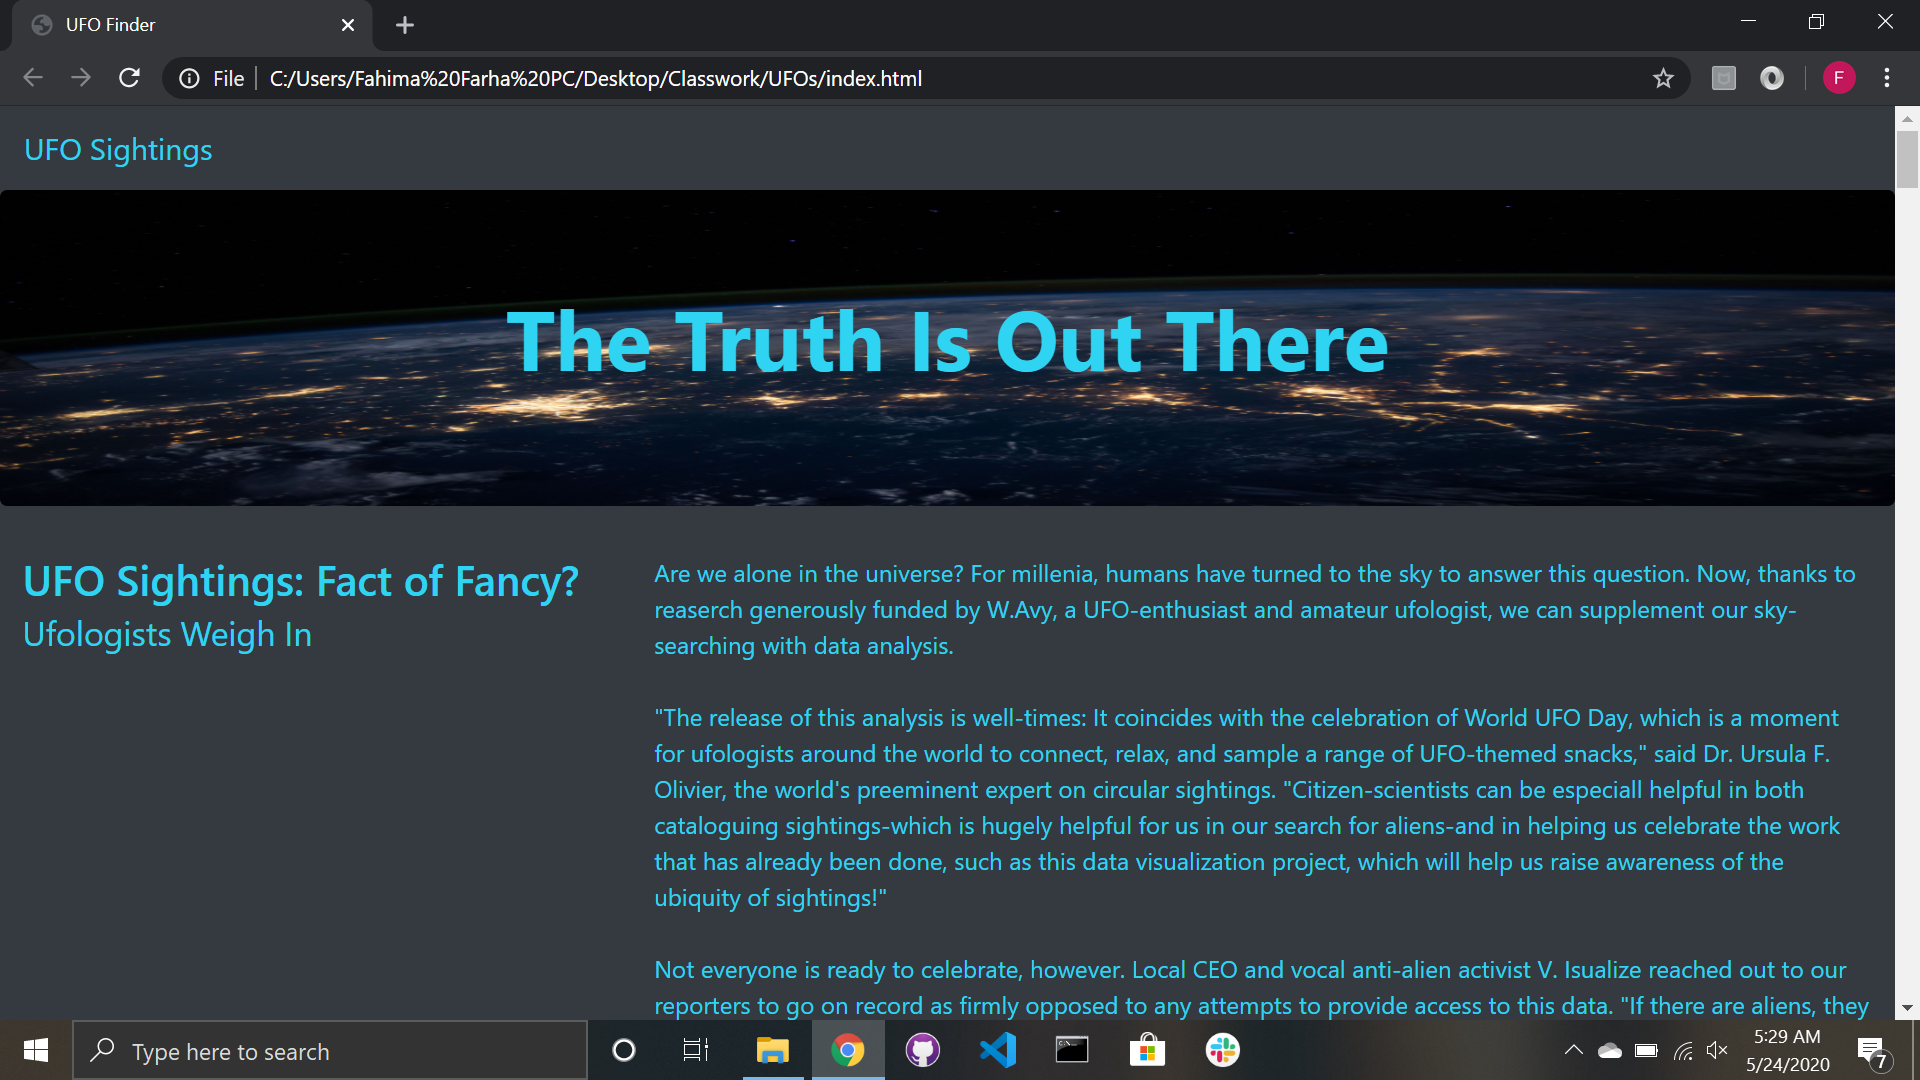 UFO Finder
File
C:/Users/Fahima%20Farha%20PC/Desktop/Classwork/UFOs/index.html
F
UFO Sightings
The Truth Is Out There
UFO Sightings: Fact of Fancy?
Ufologists Weigh In
Are we alone in the universe? For millenia, humans have turned to the sky to answer this question. Now, thanks to
reaserch generously funded by W.Avy, a UFO-enthusiast and amateur ufologist, we can supplement our sky-
searching with data analysis.
"The release of this analysis is well-times: It coincides with the celebration of World UFO Day, which is a moment
for ufologists around the world to connect, relax, and sample a range of UFO-themed snacks," said Dr. Ursula F.
Olivier, the world's preeminent expert on circular sightings. "Citizen-scientists can be especiall helpful in both
cataloguing sightings-which is hugely helpful for us in our search for aliens-and in helping us celebrate the work
that has already been done, such as this data visualization project, which will help us raise awareness of the
ubiquity of sightings!"
Not everyone is ready to celebrate, however. Local CEO and vocal anti-alien activist V. Isualize reached out to our
reporters to go on record as firmly opposed to any attempts to provide access to this data. "If there are aliens, they
Type here to search
5:29 AM
5/24/2020
7